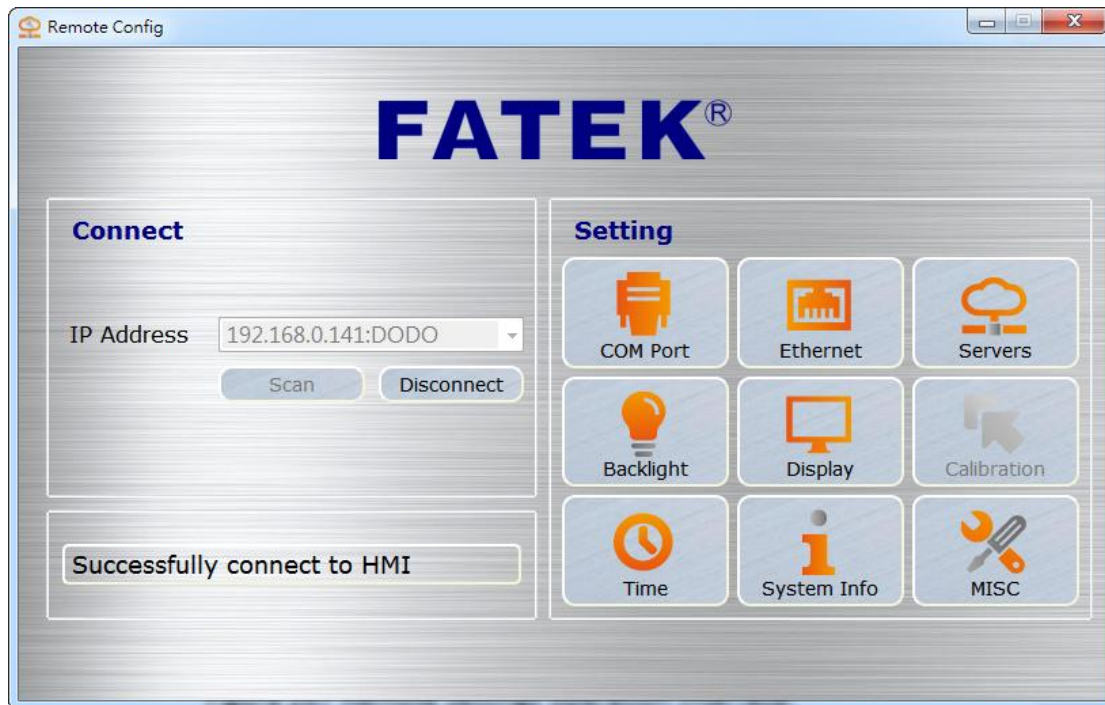 Remote Config
FATEK®
Connect
IP Address
192.168.0.141:DODO
Scan
Disconnect
Successfully connect to HMI
Setting
COM Port
Ethernet
Servers
Backlight
Display
Calibration
Time
System Info
MISC